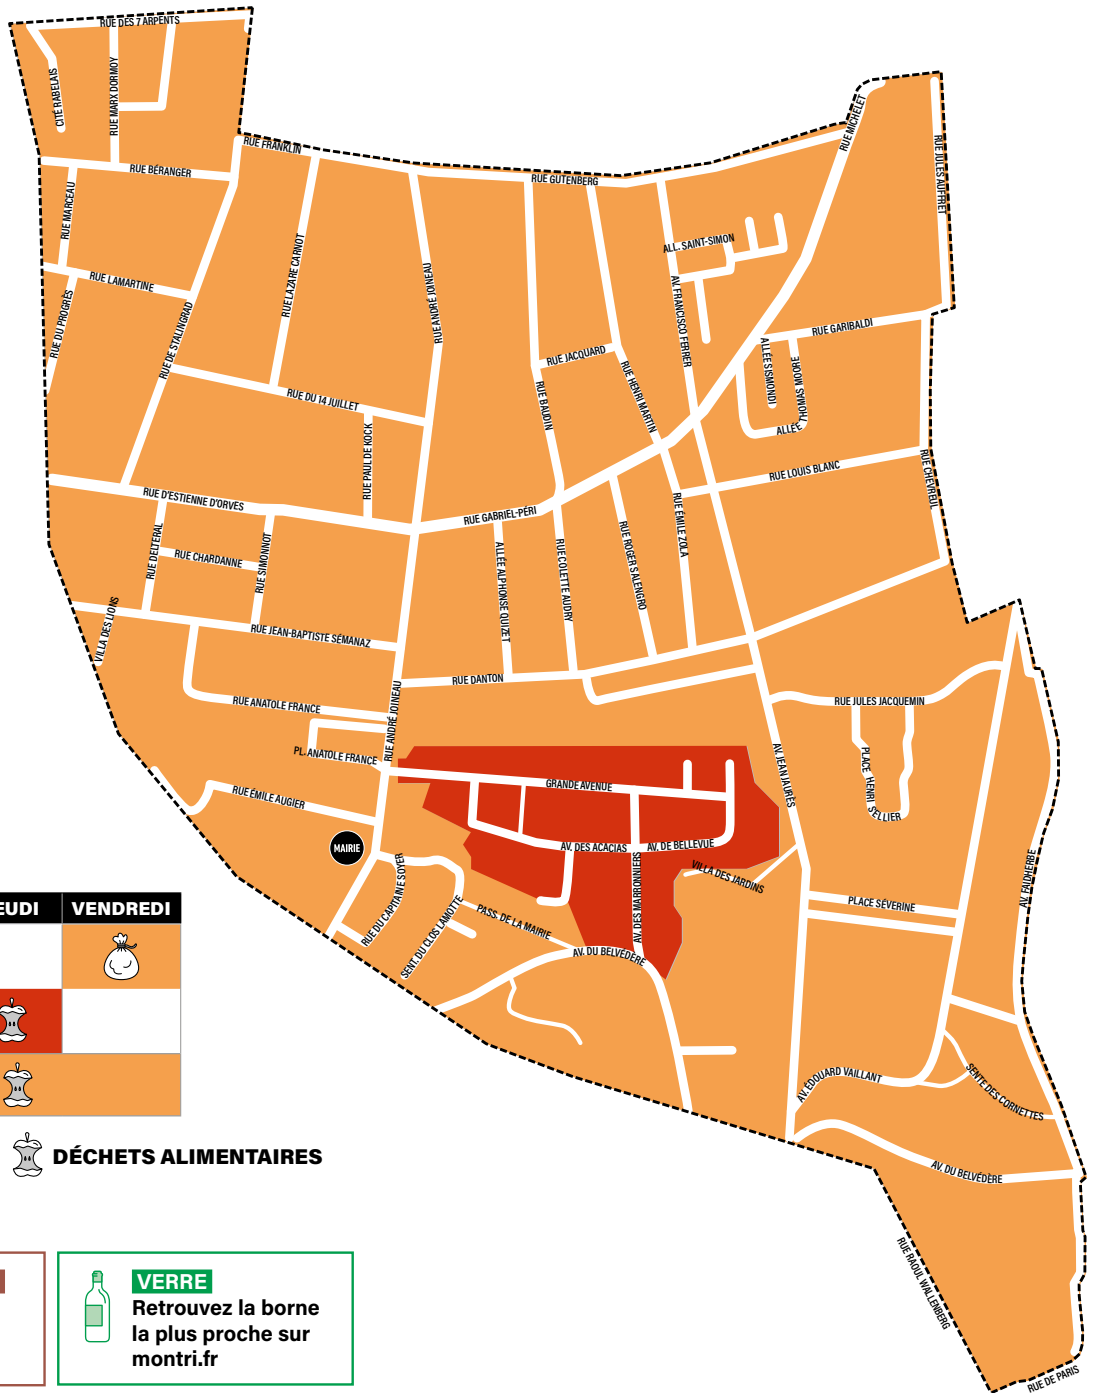 RUE DES 7 ARPENTS
CITÉ RABELAIS
RUE MARX DORMOY
RUE FRANKLIN
RUE BÉRANGER
RUE MARCEAU
RUE LAMARTINE
RUE DU PROGRÈS
RUE DE STALINGRAD
RUE LAZARE CARNOT
RUE ANDRÉ JOINEAU
RUE GUTENBERG
RUE MICHELET
RUE JULES AUFFRET
ALL. SAINT-SIMON
AV. FRANCISCO FERRER
RUE GARIBALDI
ALLÉE SISMONDI
ALLÉE THOMAS MOORE
RUE JACQUARD
RUE HENRI MARTIN
RUE BAUDIN
RUE DU 14 JUILLET
RUE PAUL DE KOCK
RUE LOUIS BLANC
RUE CHEVREUL
RUE D'ESTIENNE D'ORVES
RUE GABRIEL-PÉRI
RUE DELTERAL
RUE CHARDANNE
RUE SIMONNOT
ALLÉE ALPHONSE QUIZET
RUE COLETTE AUDRY
RUE ROGER SALENGRO
RUE ÉMILE ZOLA
VILLA DES LIONS
RUE JEAN-BAPTISTE SÉMANAZ
RUE DANTON
RUE ANATOLE FRANCE
RUE ANDRÉ JOINEAU
PL. ANATOLE FRANCE
RUE JULES JACQUEMIN
PLACE HENRI SELLIER
AV. JEAN JAURÈS
GRANDE AVENUE
RUE ÉMILE AUGIER
MAIRIE
AV. DES ACACIAS
AV. DE BELLEVUE
AV. DES MARRONNIERS
VILLA DES JARDINS
AV. FAIDHERBE
PLACE SÉVERINE
RUE DU CAPITAINE SOYER
SENT. DU CLOS LAMOTTE
PASS. DE LA MAIRIE
AV. DU BELVÉDÈRE
AV. ÉDOUARD VAILLANT
SENTE DES CORNETTES
AV. DU BELVÉDÈRE
RUE RAOUL WALLENBERG
RUE DE PARIS
EUDI VENDREDI
DÉCHETS ALIMENTAIRES
VERRE
Retrouvez la borne
la plus proche sur
montri.fr